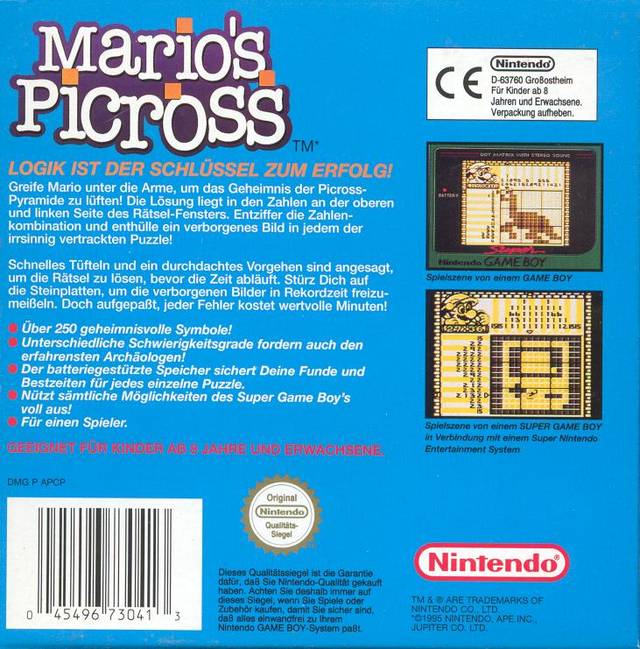 Mario's
Picross
TM*
LOGIK IST DER SCHLÜSSEL ZUM ERFOLG!
Greife Mario unter die Arme, um das Geheimnis der Picross-
Pyramide zu lüften! Die Lösung liegt in den Zahlen an der oberen
und linken Seite des Rätsel-Fensters. Entziffer die Zahlen-
kombination und enthülle ein verborgenes Bild in jedem der
irrsinnig vertrackten Puzzle!
Schnelles Tüfteln und ein durchdachtes Vorgehen sind angesagt,
um die Rätsel zu lösen, bevor die Zeit abläuft. Stürz Dich auf
die Steinplatten, um die verborgenen Bilder in Rekordzeit freizu-
meißeln. Doch aufgepaßt, jeder Fehler kostet wertvolle Minuten!
Über 250 geheimnisvolle Symbole!
Unterschiedliche Schwierigkeitsgrade fordern auch den
erfahrensten Archäologen!
Der batteriegestützte Speicher sichert Deine Funde und
Bestzeiten für jedes einzelne Puzzle.
Nützt sämtliche Möglichkeiten des Super Game Boy's
voll aus!
Für einen Spieler.
GEEIGNET FÜR KINDER AB 8 JAHRE UND ERWACHSENE.
DMG P APCP
0 45496 73041 3
Original
Nintendo
Qualitäts-
Siegel
Dieses Qualitätssiegel ist die Garantie
dafür, daß Sie Nintendo-Qualität gekauft
haben. Achten Sie deshalb immer auf
dieses Siegel, wenn Sie Spiele oder
Zubehör kaufen, damit Sie sicher sind,
daß alles einwandfrei zu Ihrem
Nintendo GAME BOY-System paßt.
CE
Nintendo
D-63760 Großostheim
Für Kinder ab 8
Jahren und Erwachsene.
Verpackung aufheben.
DOT MATRIX WITH STEREO SOUND
BATTERY
Nintendo GAME BOY
Spielszene von einem GAME BOY
Spielszene von einem SUPER GAME BOY
in Verbindung mit einem Super Nintendo
Entertainment System
Nintendo®
TM & ® ARE TRADEMARKS OF
NINTENDO CO., LTD.
*©1995 NINTENDO, APE INC.,
JUPITER CO. LTD.